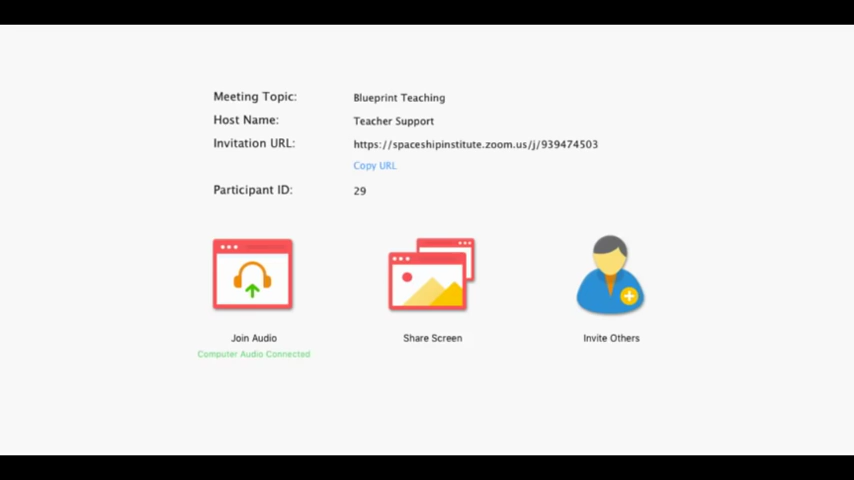 Meeting Topic: Blueprint Teaching
Host Name: Teacher Support
Invitation URL: https://spaceshipinstitute.zoom.us/j/939474503
Copy URL
Participant ID: 29
Join Audio Share Screen Invite Others
Computer Audio Connected